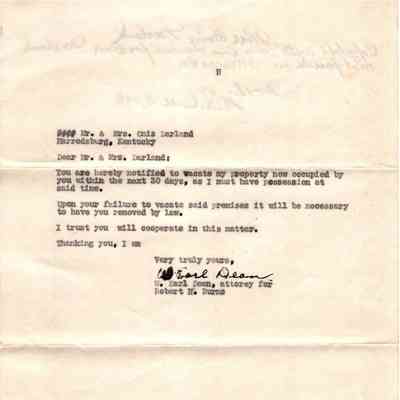 Mr. & Mrs. Onis Darland
Harrodsburg, Kentucky
Dear Mr. & Mrs. Darland:
You are hereby notified to vacate my property now occupied by
you within the next 30 days, as I must have possession at
said time.
Upon your failure to vacate said premises it will be necessary
to have you removed by law.
I trust you will cooperate in this matter.
Thanking you, I am
Very truly yours,
W Earl Dean
W. Earl Dean, attorey for
Robert M. Burns